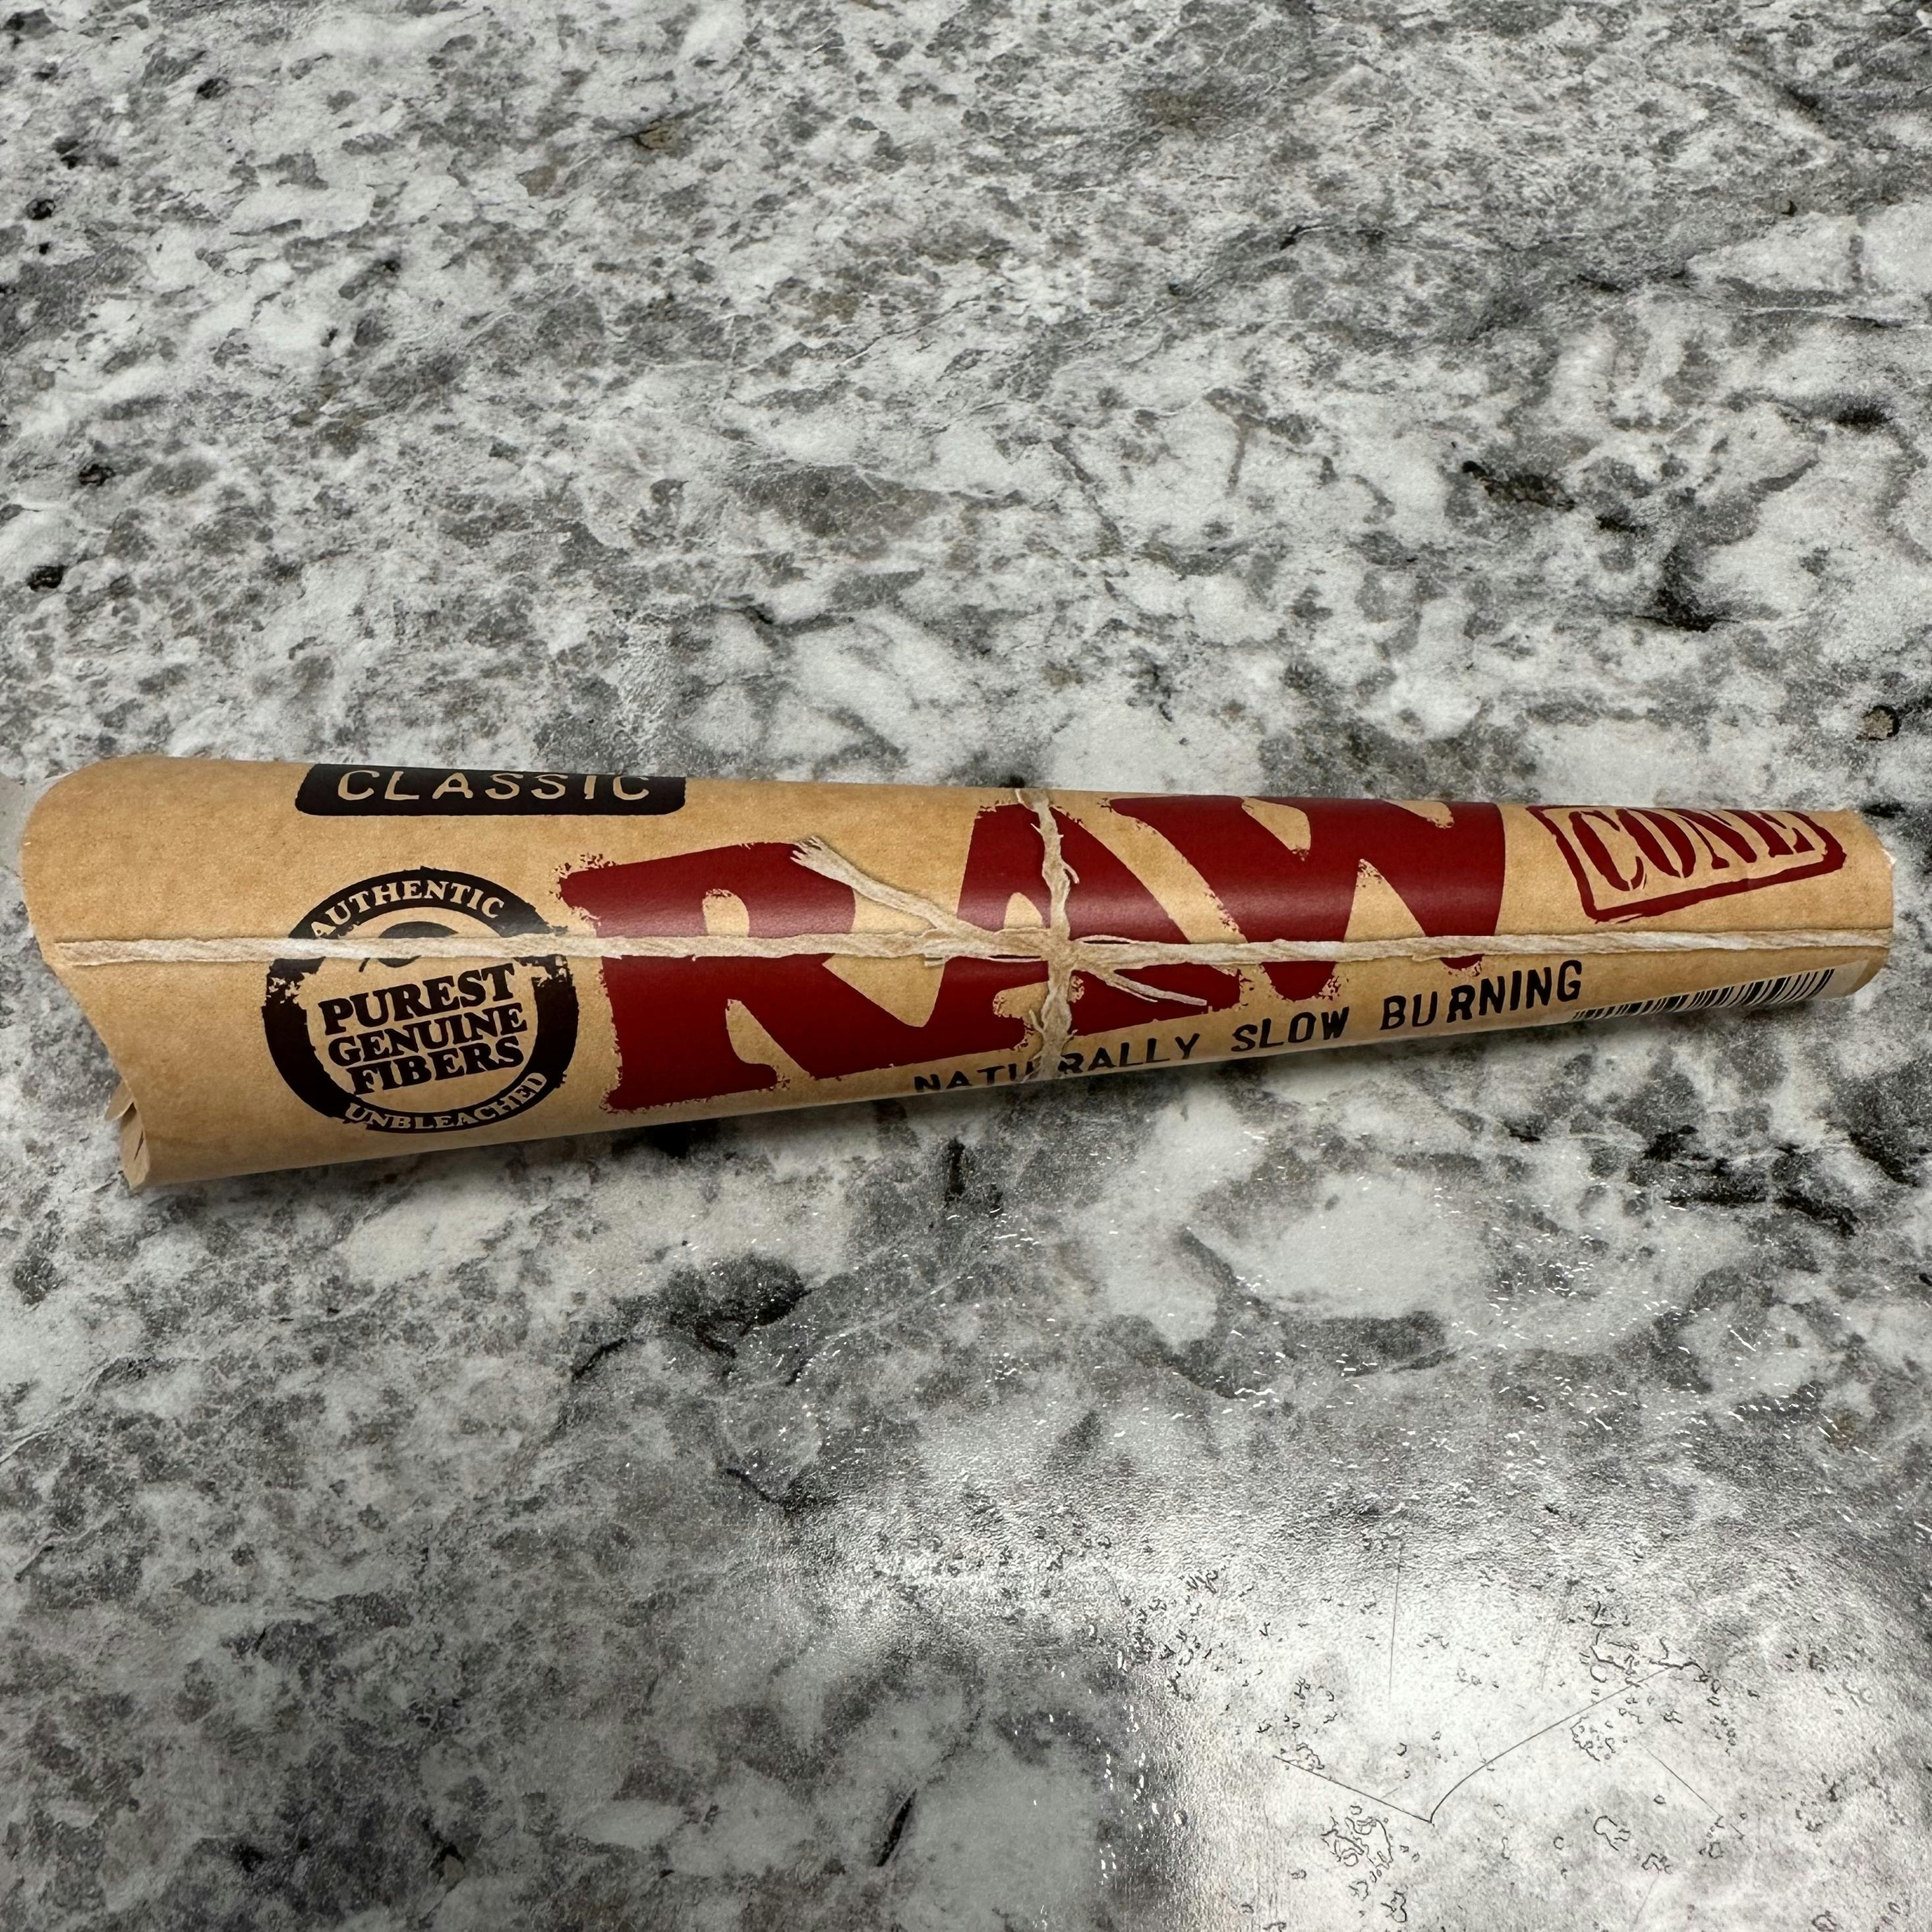 CLASSIC
AUTHENTIC
PUREST
GENUINE
FIBERS
UNBLEACHED
RAW
CONE
NATURALLY SLOW BURNING